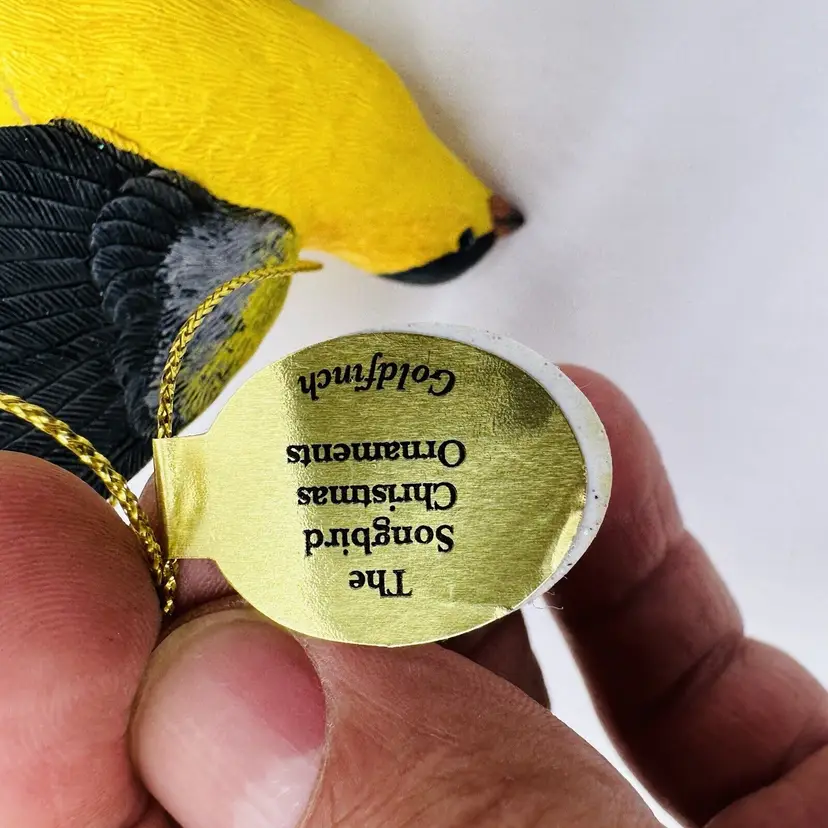 The
Songbird
Christmas
Ornaments
Goldfinch